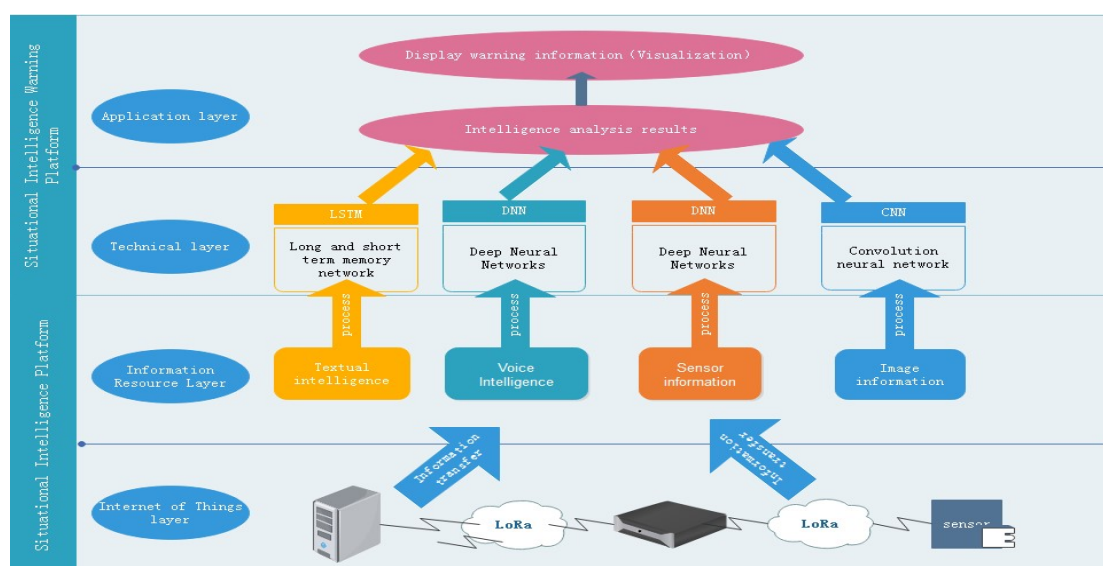 Situational Intelligence Warning
Platform
Situational Intelligence Platform
Display warning information（Visualization）
Application layer
Intelligence analysis results
LSTM
DNN
DNN
CNN
Technical layer
Long and short
term memory
network
Deep Neural
Networks
Deep Neural
Networks
Convolution
neural network
process
process
process
process
Information
Resource Layer
Textual
intelligence
Voice
Intelligence
Sensor
information
Image
information
Information
transfer
Information
transfer
Internet of Things
layer
LoRa
LoRa
sensor